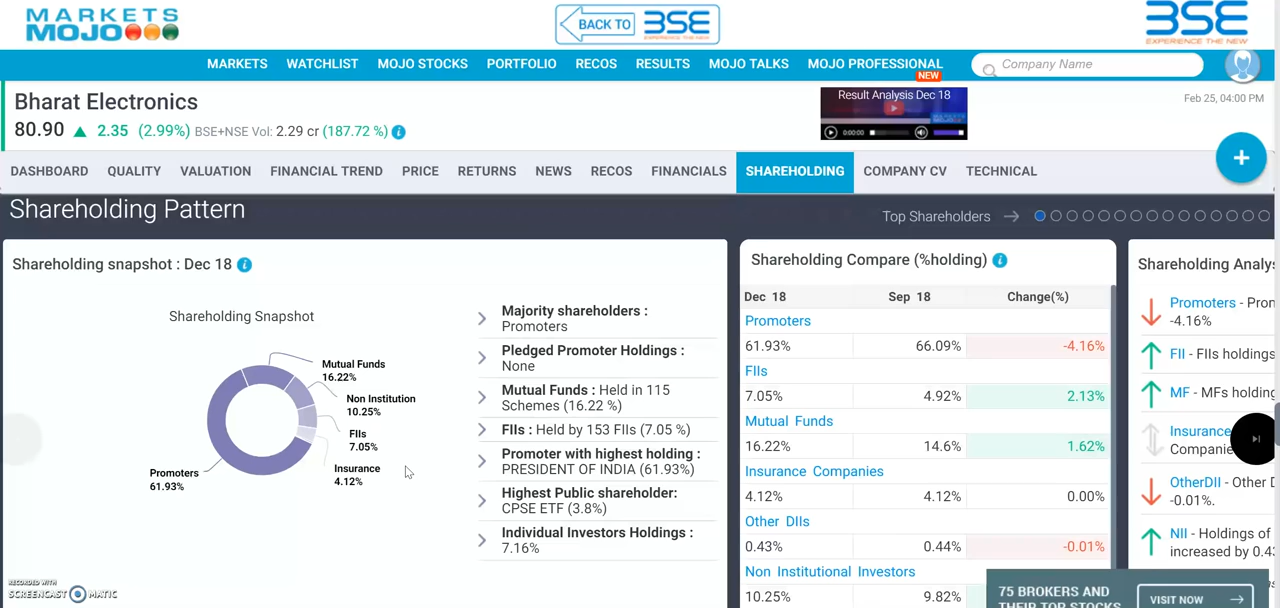 MARKETS
MOJO
BACK TO BSE
EXPERIENCE THE NEW
BSE
EXPERIENCE THE NEW
MARKETS WATCHLIST MOJO STOCKS PORTFOLIO RECOS RESULTS MOJO TALKS MOJO PROFESSIONAL
NEW
Company Name
Bharat Electronics
80.90 2.35 (2.99%) BSE+NSE Vol: 2.29 cr (187.72 %)
Result Analysis Dec 18
0:00:00
Feb 25, 04:00 PM
DASHBOARD QUALITY VALUATION FINANCIAL TREND PRICE RETURNS NEWS RECOS FINANCIALS SHAREHOLDING COMPANY CV TECHNICAL
Shareholding Pattern
Top Shareholders
Shareholding snapshot : Dec 18
Shareholding Snapshot
Mutual Funds
16.22%
Non Institution
10.25%
FIIs
7.05%
Insurance
4.12%
Promoters
61.93%
Majority shareholders :
Promoters
Pledged Promoter Holdings :
None
Mutual Funds : Held in 115
Schemes (16.22 %)
FIIs : Held by 153 FIIs (7.05 %)
Promoter with highest holding :
PRESIDENT OF INDIA (61.93%)
Highest Public shareholder:
CPSE ETF (3.8%)
Individual Investors Holdings :
7.16%
Shareholding Compare (%holding)
Dec 18 Sep 18 Change(%)
Promoters
61.93% 66.09% -4.16%
FIIs
7.05% 4.92% 2.13%
Mutual Funds
16.22% 14.6% 1.62%
Insurance Companies
4.12% 4.12% 0.00%
Other DIIs
0.43% 0.44% -0.01%
Non Institutional Investors
10.25% 9.82%
Shareholding Analys
Promoters - Pron
-4.16%
FII - FIIs holdings
MF - MFs holding
Insurance
Companie
OtherDII - Other D
-0.01%.
NII - Holdings of
increased by 0.43
75 BROKERS AND
THEIR TOP STOCKS
VISIT NOW
RECORDED WITH
SCREENCAST MATIC